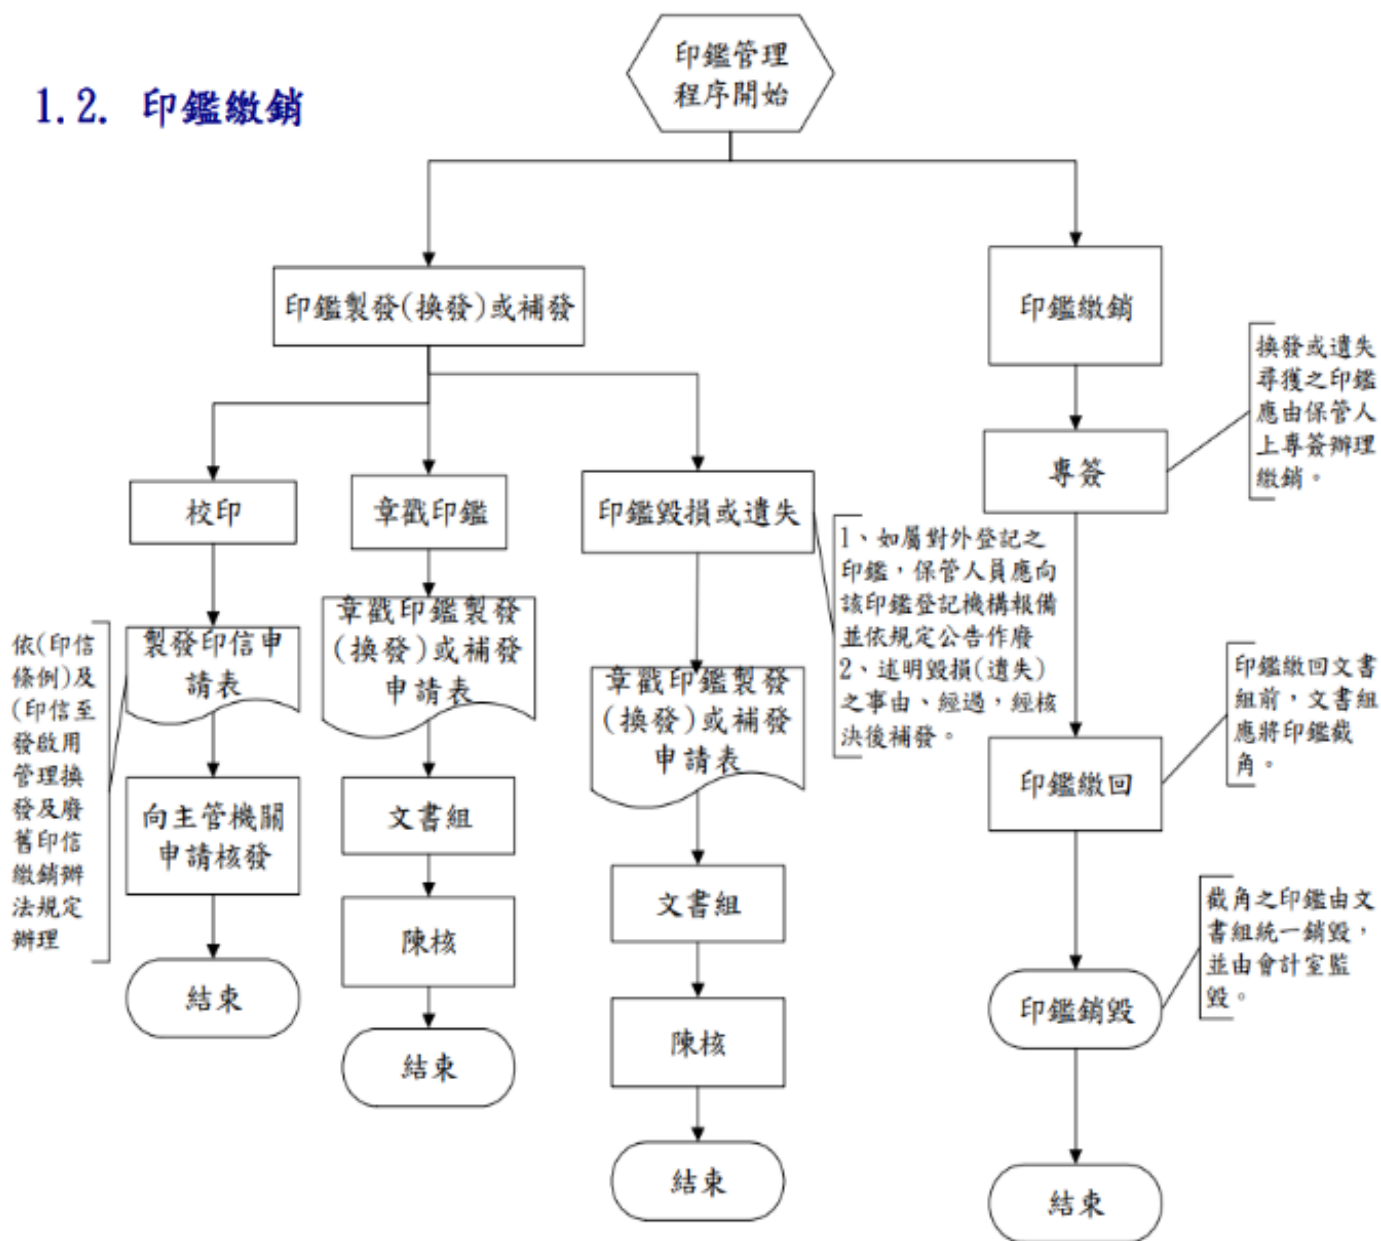 1.2. 印鑑繳銷
印鑑管理
程序開始
印鑑製發(換發)或補發
校印
製發印信申
請表
依(印信
條例)及
(印信至
發啟用
管理換
發及廢
舊印信
繳銷辦
法規定
辦理
向主管機關
申請核發
結束
章戳印鑑
章戳印鑑製發
(換發)或補發
申請表
文書組
陳核
結束
印鑑毀損或遺失
1、如屬對外登記之
印鑑，保管人員應向
該印鑑登記機構報備
並依規定公告作廢
2、述明毀損(遺失)
之事由、經過，經核
決後補發。
章戳印鑑製發
(換發)或補發
申請表
文書組
陳核
結束
印鑑繳銷
專簽
換發或遺失
尋獲之印鑑
應由保管人
上專簽辦理
繳銷。
印鑑繳回
印鑑繳回文書
組前，文書組
應將印鑑截
角。
印鑑銷毀
截角之印鑑由文
書組統一銷毀，
並由會計室監
毀。
結束